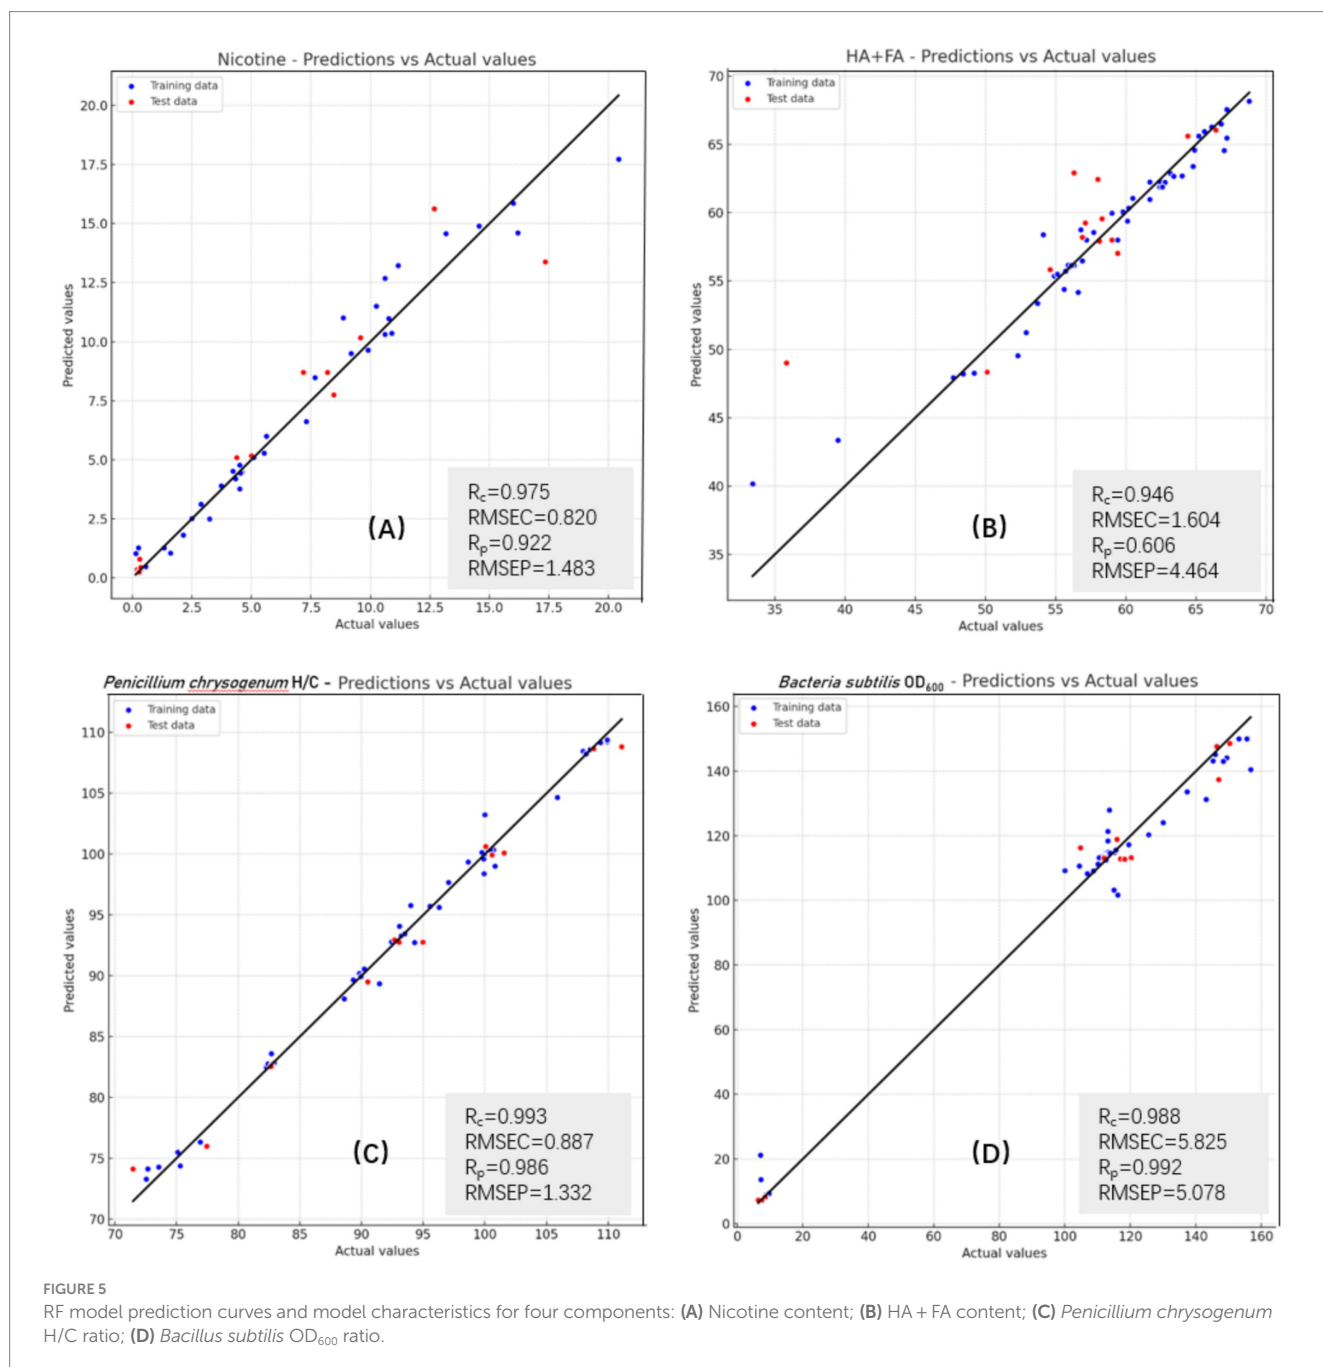 Nicotine - Predictions vs Actual values
Training data
Test data
20.0
17.5
15.0
12.5
10.0
7.5
5.0
2.5
0.0
Predicted values
(A)
R_c=0.975
RMSEC=0.820
R_p=0.922
RMSEP=1.483
0.0 2.5 5.0 7.5 10.0 12.5 15.0 17.5 20.0
Actual values
HA+FA - Predictions vs Actual values
Training data
Test data
70
65
60
55
50
45
40
35
Predicted values
(B)
R_c=0.946
RMSEC=1.604
R_p=0.606
RMSEP=4.464
35 40 45 50 55 60 65 70
Actual values
Penicillium chrysogenum H/C - Predictions vs Actual values
Training data
Test data
110
105
100
95
90
85
80
75
70
Predicted values
(C)
R_c=0.993
RMSEC=0.887
R_p=0.986
RMSEP=1.332
70 75 80 85 90 95 100 105 110
Actual values
Bacteria subtilis OD₆₀₀ - Predictions vs Actual values
Training data
Test data
160
140
120
100
80
60
40
20
0
Predicted values
(D)
R_c=0.988
RMSEC=5.825
R_p=0.992
RMSEP=5.078
0 20 40 60 80 100 120 140 160
Actual values
FIGURE 5
RF model prediction curves and model characteristics for four components: (A) Nicotine content; (B) HA + FA content; (C) Penicillium chrysogenum
H/C ratio; (D) Bacillus subtilis OD₆₀₀ ratio.